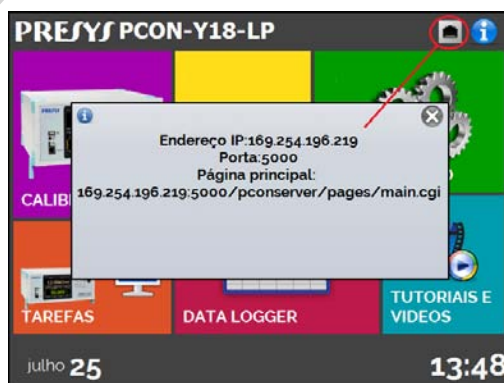 PRESYS PCON-Y18-LP
Endereço IP:169.254.196.219
Porta:5000
Página principal:
169.254.196.219:5000/pconserver/pages/main.cgi
CALIB
O
TAREFAS
DATA LOGGER
TUTORIAIS E
VIDEOS
julho 25
13:48